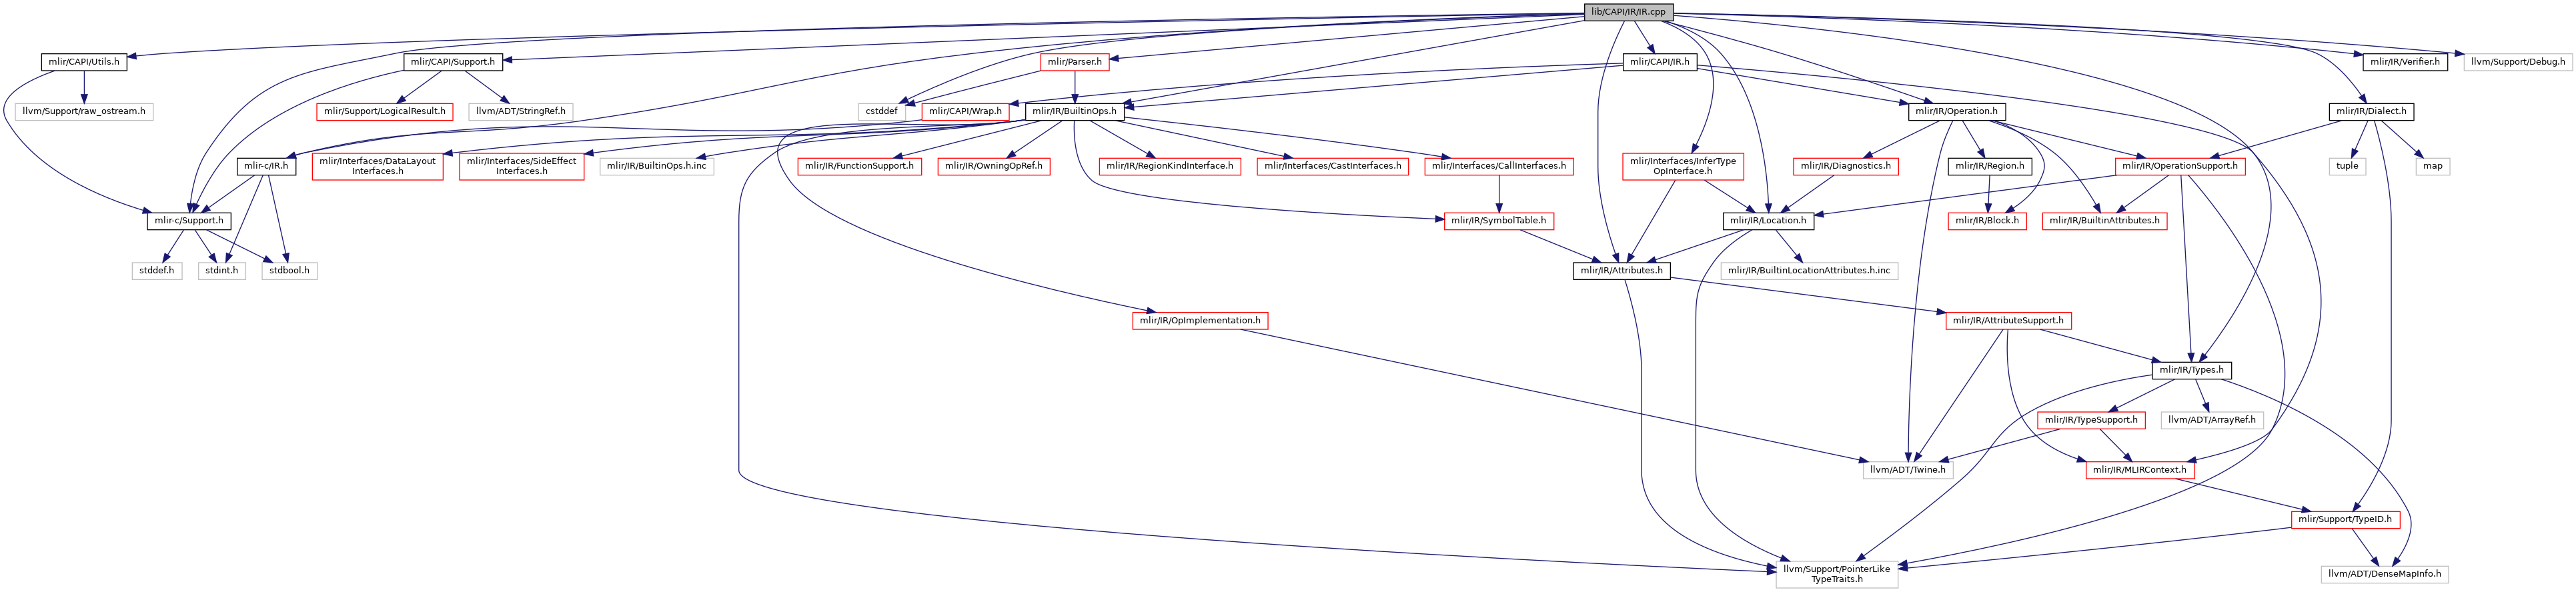 lib/CAPI/IR/IR.cpp
mlir/CAPI/Utils.h
mlir/CAPI/Support.h
mlir/Parser.h
mlir/CAPI/IR.h
mlir/IR/Verifier.h
llvm/Support/Debug.h
llvm/Support/raw_ostream.h
mlir/Support/LogicalResult.h
llvm/ADT/StringRef.h
cstddef
mlir/CAPI/Wrap.h
mlir/IR/BuiltinOps.h
mlir/IR/Operation.h
mlir/IR/Dialect.h
mlir-c/IR.h
mlir/Interfaces/DataLayout
Interfaces.h
mlir/Interfaces/SideEffect
Interfaces.h
mlir/IR/BuiltinOps.h.inc
mlir/IR/FunctionSupport.h
mlir/IR/OwningOpRef.h
mlir/IR/RegionKindInterface.h
mlir/Interfaces/CastInterfaces.h
mlir/Interfaces/CallInterfaces.h
mlir/Interfaces/InferType
OpInterface.h
mlir/IR/Diagnostics.h
mlir/IR/Region.h
mlir/IR/OperationSupport.h
tuple
map
mlir-c/Support.h
mlir/IR/SymbolTable.h
mlir/IR/Location.h
mlir/IR/Block.h
mlir/IR/BuiltinAttributes.h
stddef.h
stdint.h
stdbool.h
mlir/IR/Attributes.h
mlir/IR/BuiltinLocationAttributes.h.inc
mlir/IR/OpImplementation.h
mlir/IR/AttributeSupport.h
mlir/IR/Types.h
mlir/IR/TypeSupport.h
llvm/ADT/ArrayRef.h
llvm/ADT/Twine.h
mlir/IR/MLIRContext.h
mlir/Support/TypeID.h
llvm/Support/PointerLike
TypeTraits.h
llvm/ADT/DenseMapInfo.h